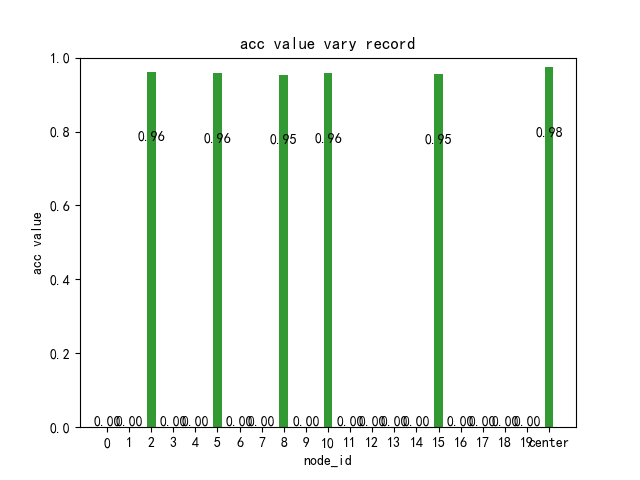 acc value vary record
acc value
1.0
0.8
0.6
0.4
0.2
0.0
0.96 0.96 0.95 0.96 0.95 0.98
0.00 0.00 0.00 0.00 0.00 0.00 0.00 0.00 0.00 0.00 0.00 0.00 0.00 0.00 0.00
0 1 2 3 4 5 6 7 8 9 10 11 12 13 14 15 16 17 18 19 center
node_id